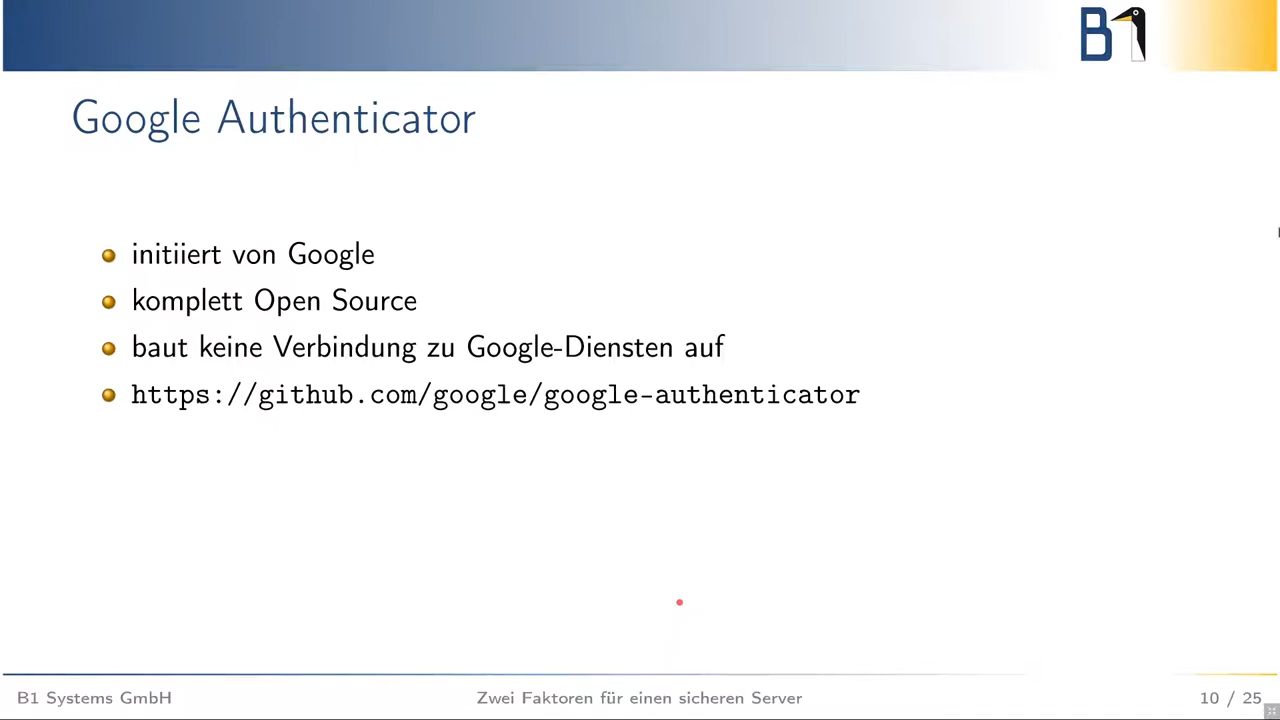 B1
Google Authenticator
initiiert von Google
komplett Open Source
baut keine Verbindung zu Google-Diensten auf
https://github.com/google/google-authenticator
B1 Systems GmbH
Zwei Faktoren für einen sicheren Server
10 / 25